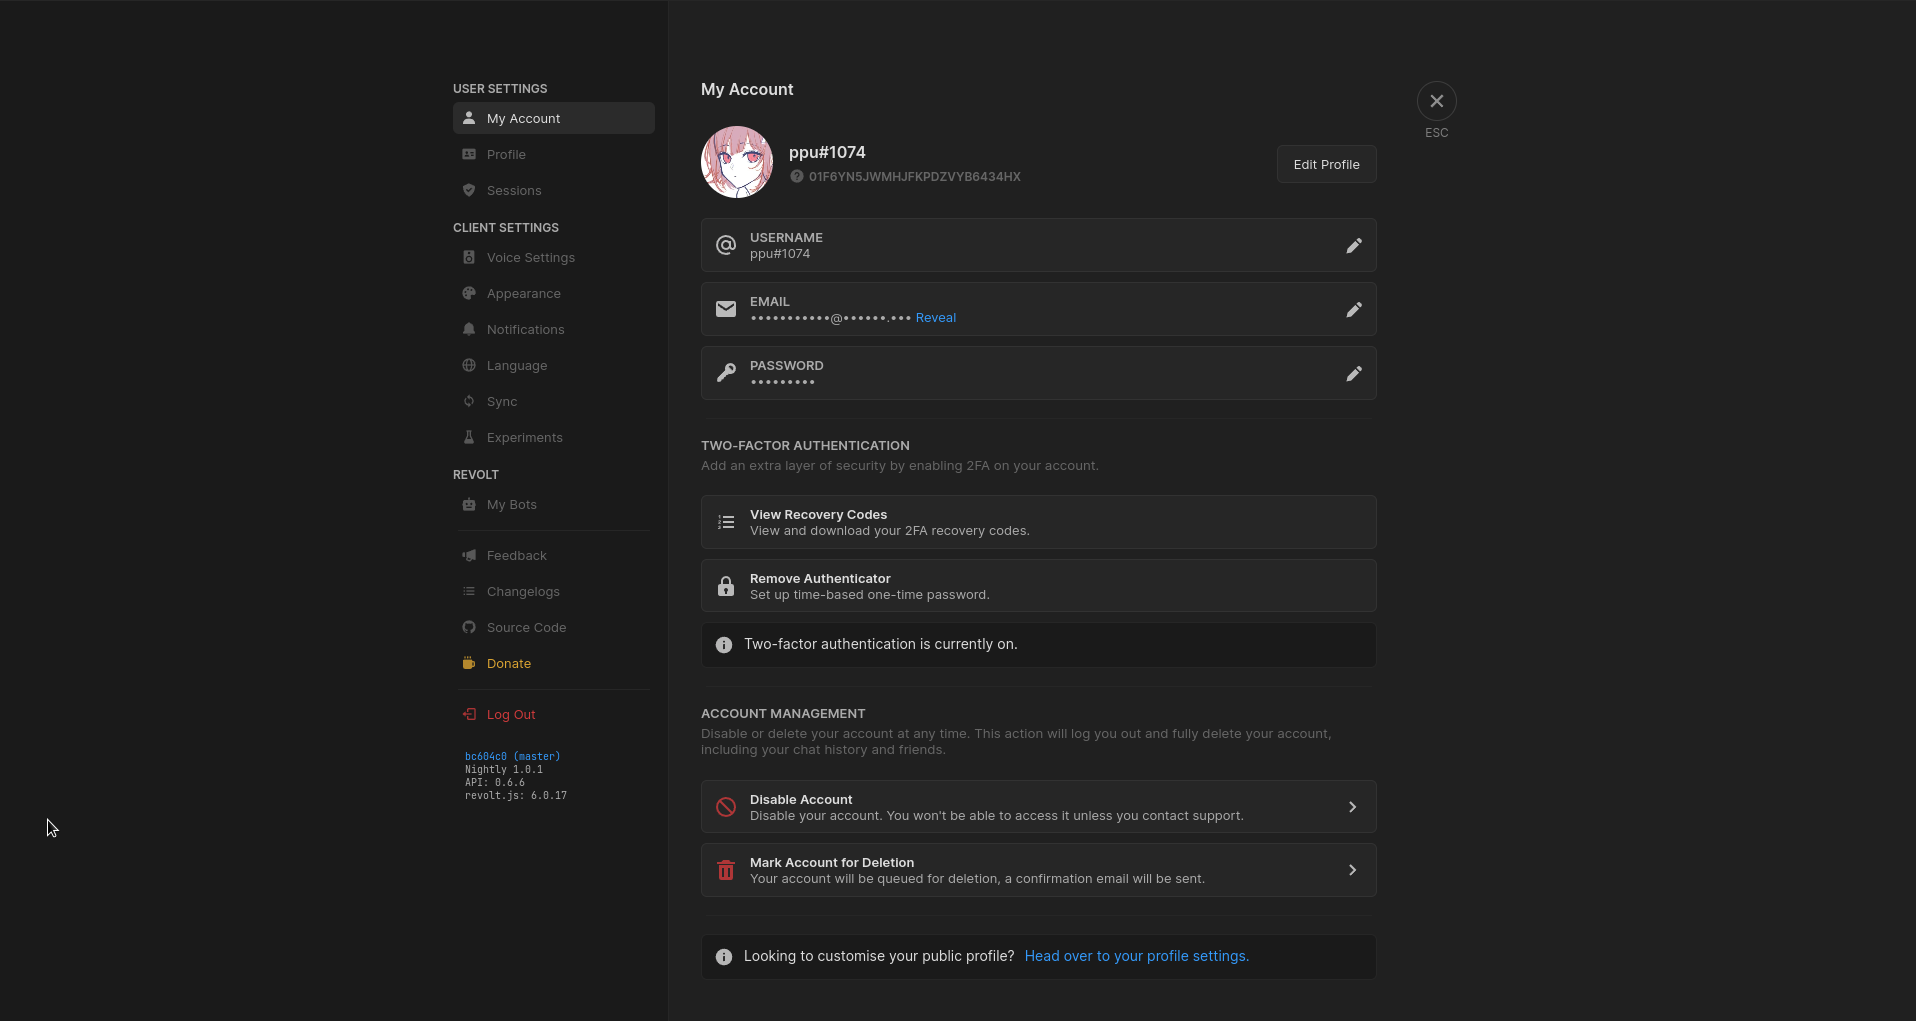 USER SETTINGS
My Account
Profile
Sessions
CLIENT SETTINGS
Voice Settings
Appearance
Notifications
Language
Sync
Experiments
REVOLT
My Bots
Feedback
Changelogs
Source Code
Donate
Log Out
bc604c0 (master)
Nightly 1.0.1
API: 0.6.6
revolt.js: 6.0.17
My Account
ppu#1074
01F6YN5JWMHJFKPDZVYB6434HX
Edit Profile
ESC
USERNAME
ppu#1074
EMAIL
•••••••••••@••••••.••• Reveal
PASSWORD
•••••••••
TWO-FACTOR AUTHENTICATION
Add an extra layer of security by enabling 2FA on your account.
View Recovery Codes
View and download your 2FA recovery codes.
Remove Authenticator
Set up time-based one-time password.
Two-factor authentication is currently on.
ACCOUNT MANAGEMENT
Disable or delete your account at any time. This action will log you out and fully delete your account,
including your chat history and friends.
Disable Account
Disable your account. You won't be able to access it unless you contact support.
Mark Account for Deletion
Your account will be queued for deletion, a confirmation email will be sent.
Looking to customise your public profile? Head over to your profile settings.